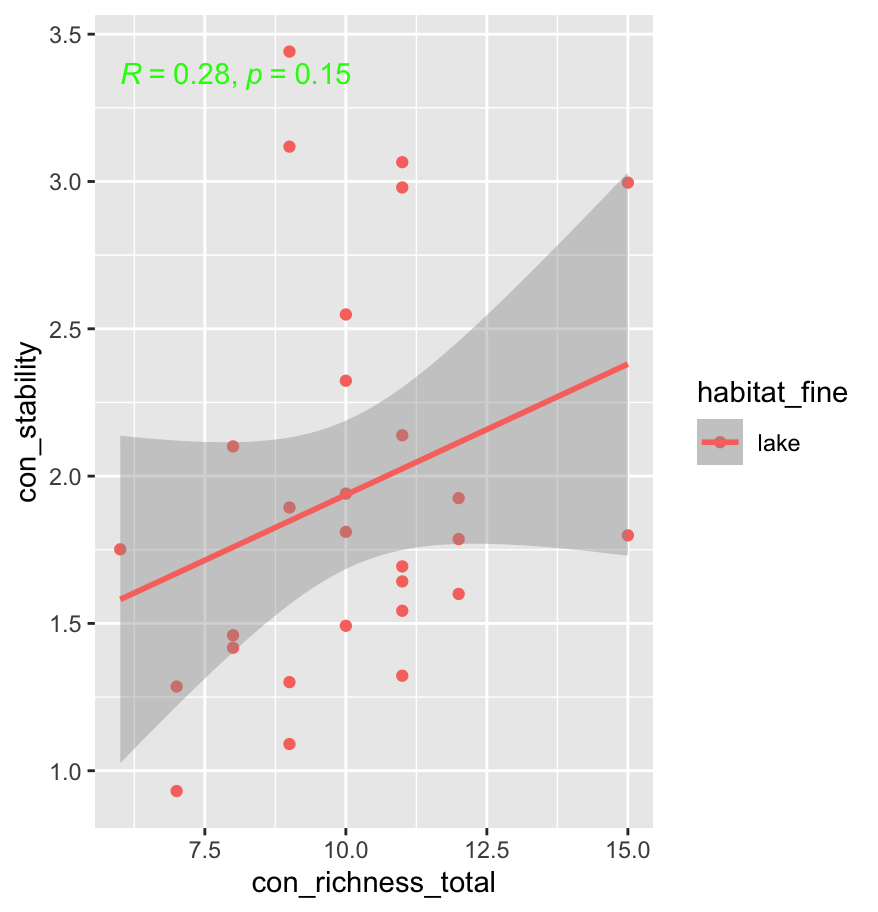 R = 0.28, p = 0.15
3.5
3.0
2.5
2.0
1.5
1.0
con_stability
7.5
10.0
12.5
15.0
con_richness_total
habitat_fine
lake